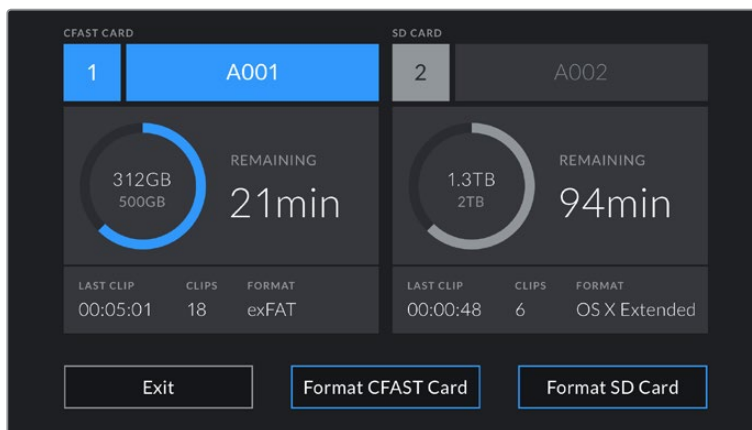 CFAST CARD
1
A001
312GB
500GB
REMAINING
21min
LAST CLIP
CLIPS
FORMAT
00:05:01
18
exFAT
SD CARD
2
A002
1.3TB
2TB
REMAINING
94min
LAST CLIP
CLIPS
FORMAT
00:00:48
6
OS X Extended
Exit
Format CFAST Card
Format SD Card